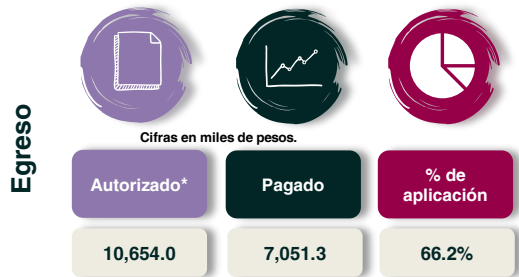 Egreso
Cifras en miles de pesos.
Autorizado*
Pagado
% de
aplicación
10,654.0
7,051.3
66.2%